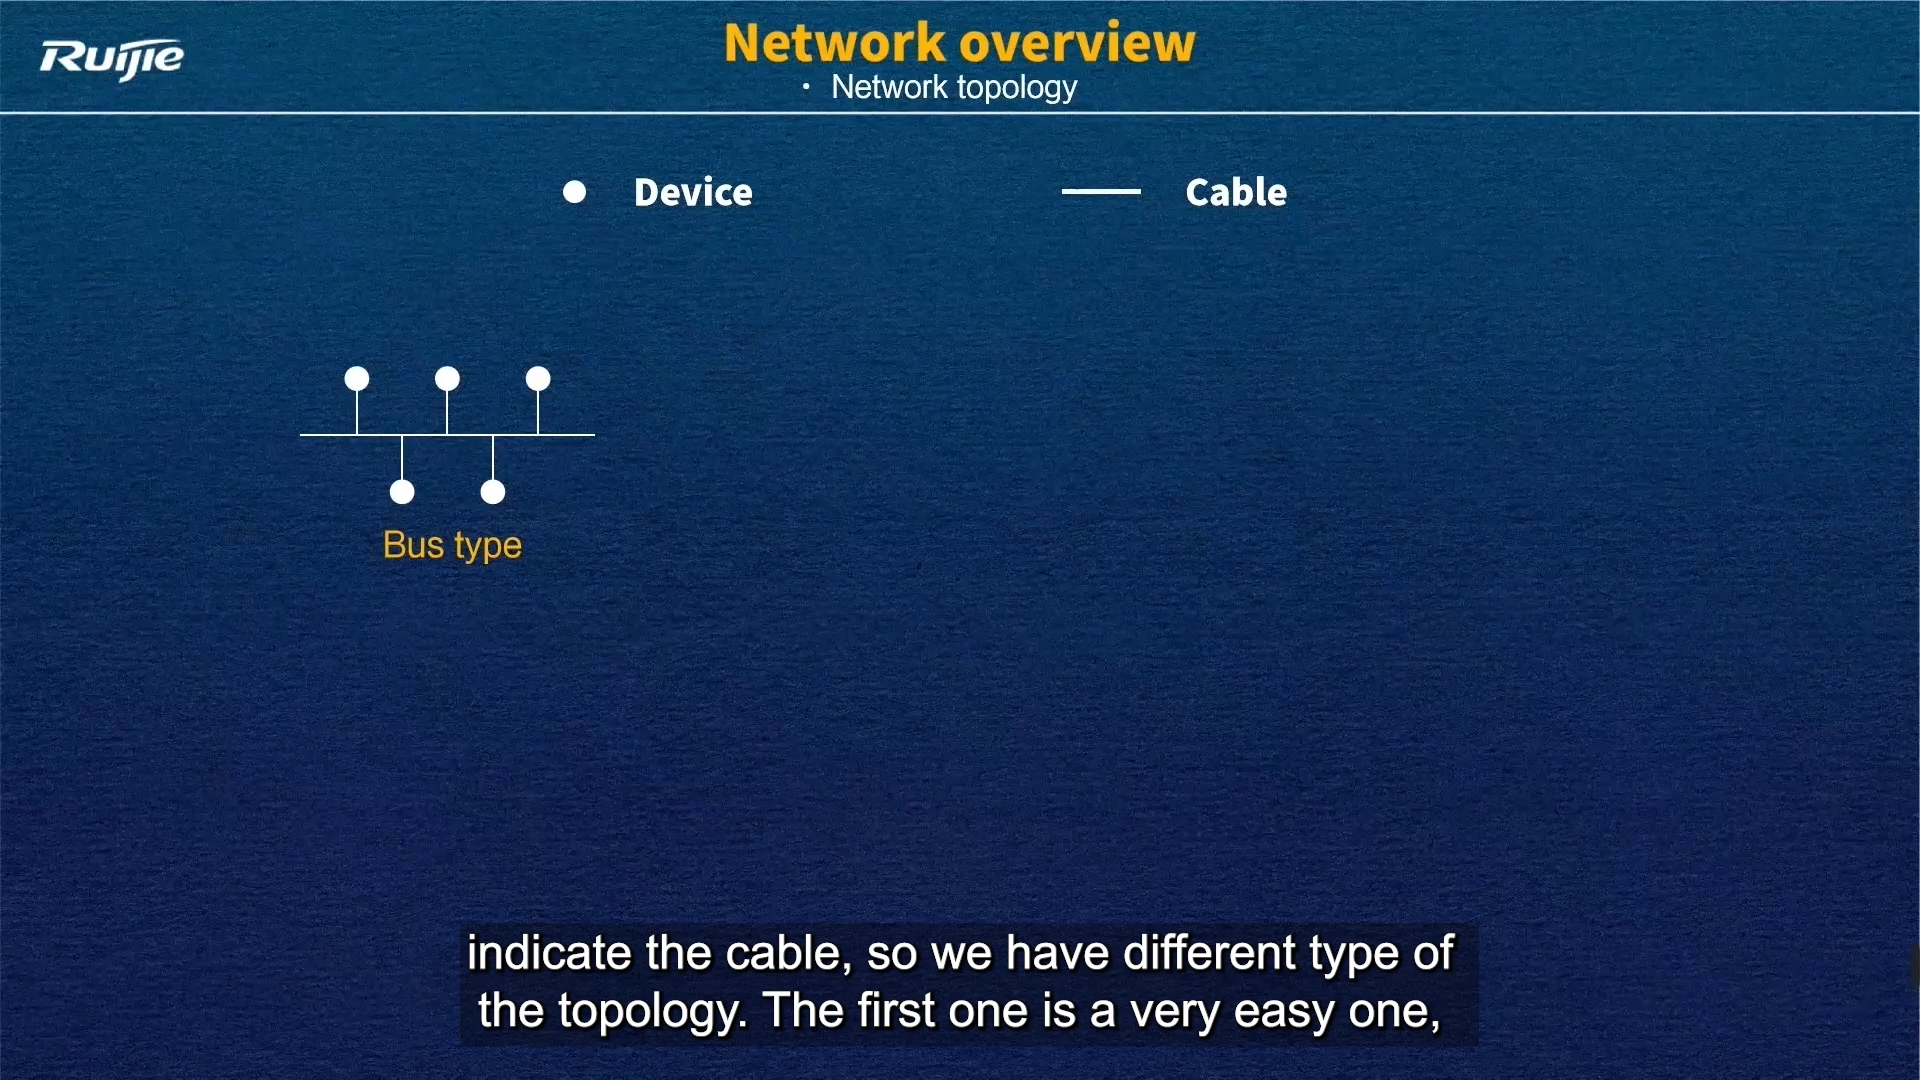 Ruijie
Network overview
• Network topology
Device
Cable
Bus type
indicate the cable, so we have different type of
the topology. The first one is a very easy one,